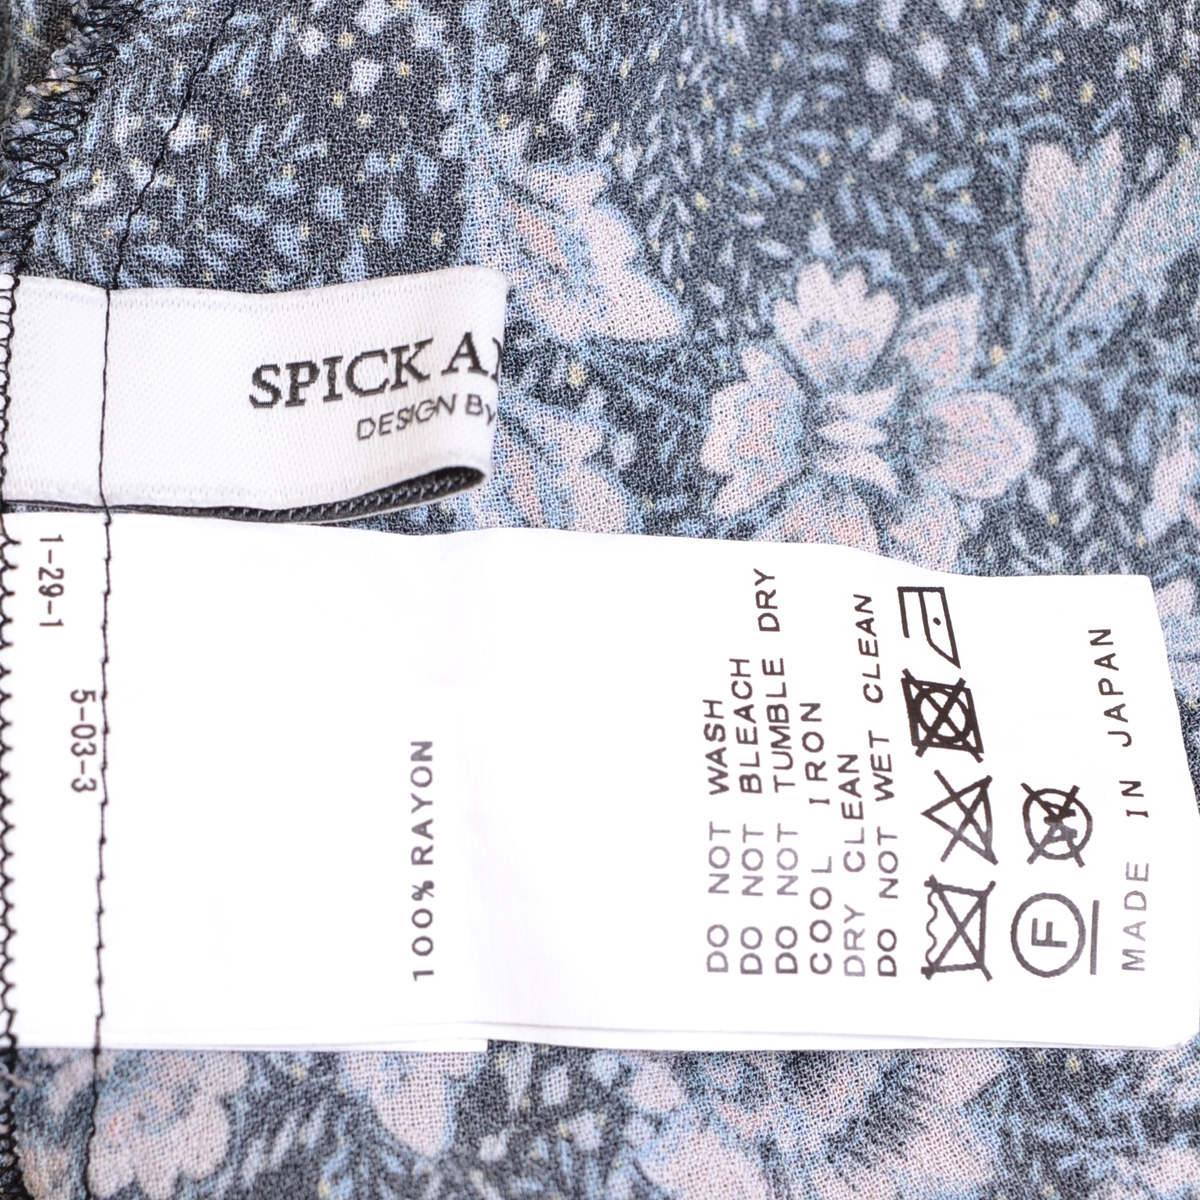 SPICK
DESIGN BY
1-29-1
5-03-3
100% RAYON
DO NOT WASH
DO NOT BLEACH
DO NOT TUMBLE DRY
COOL IRON
DRY CLEAN
DO NOT WET CLEAN
F
W
MADE IN JAPAN